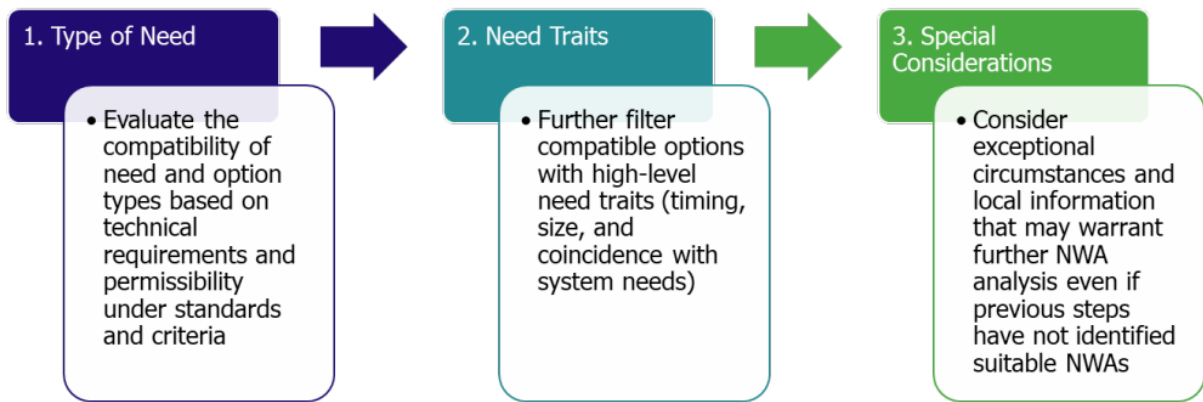 1. Type of Need
• Evaluate the
compatibility of
need and option
types based on
technical
requirements and
permissibility
under standards
and criteria
2. Need Traits
• Further filter
compatible options
with high-level
need traits (timing,
size, and
coincidence with
system needs)
3. Special
Considerations
• Consider
exceptional
circumstances and
local information
that may warrant
further NWA
analysis even if
previous steps
have not identified
suitable NWAs